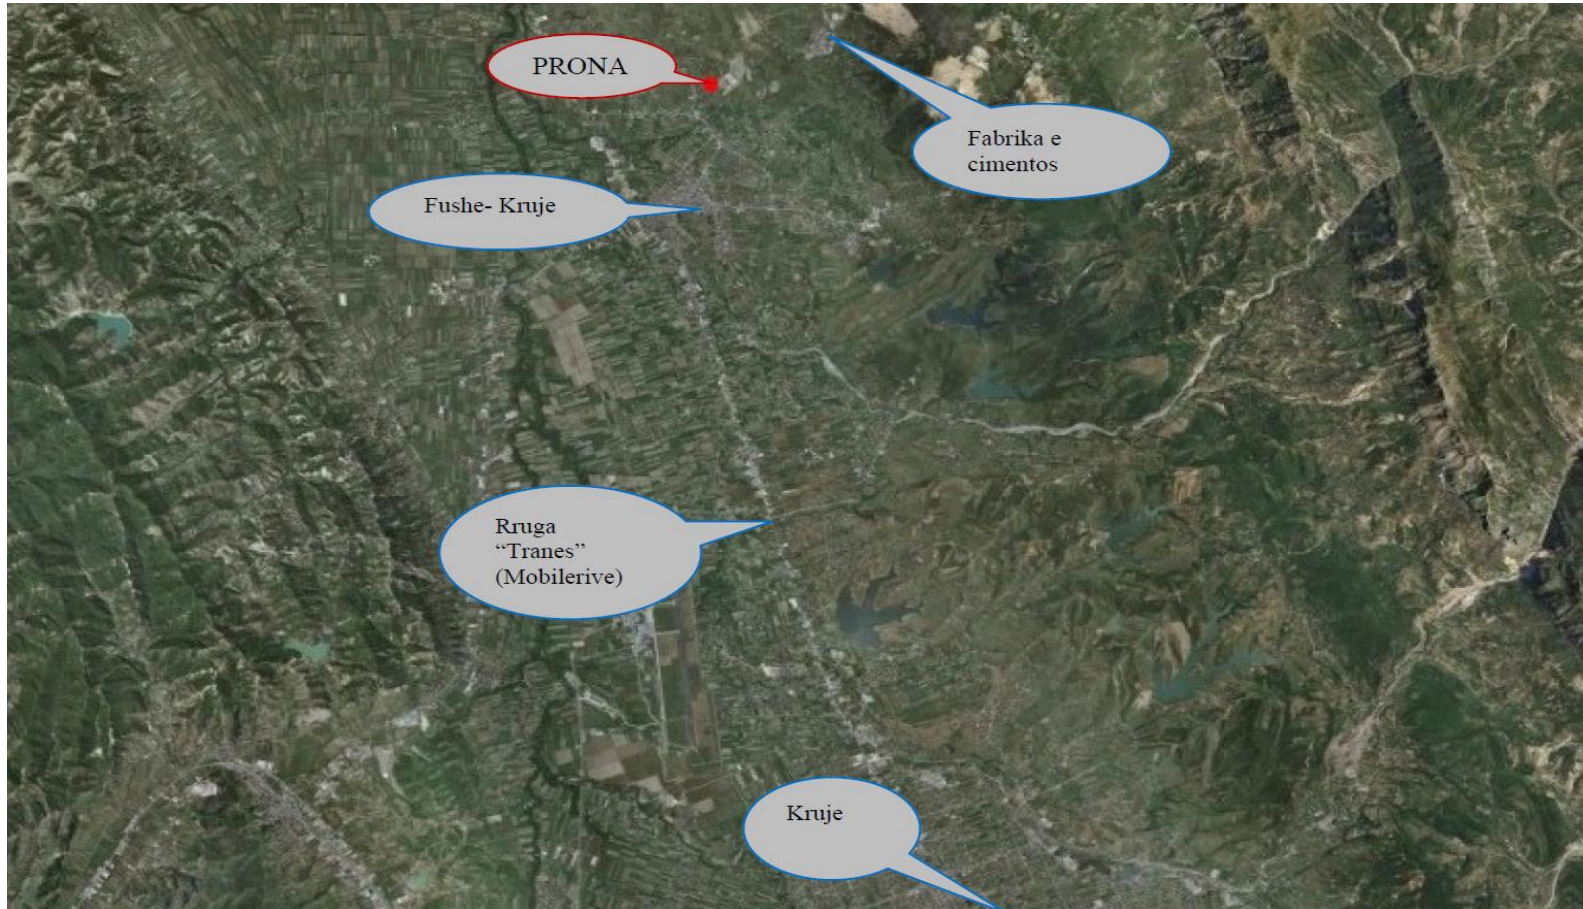 PRONA
Fabrika e
cimentos
Fushe- Kruje
Rruga
“Tranes”
(Mobilerive)
Kruje